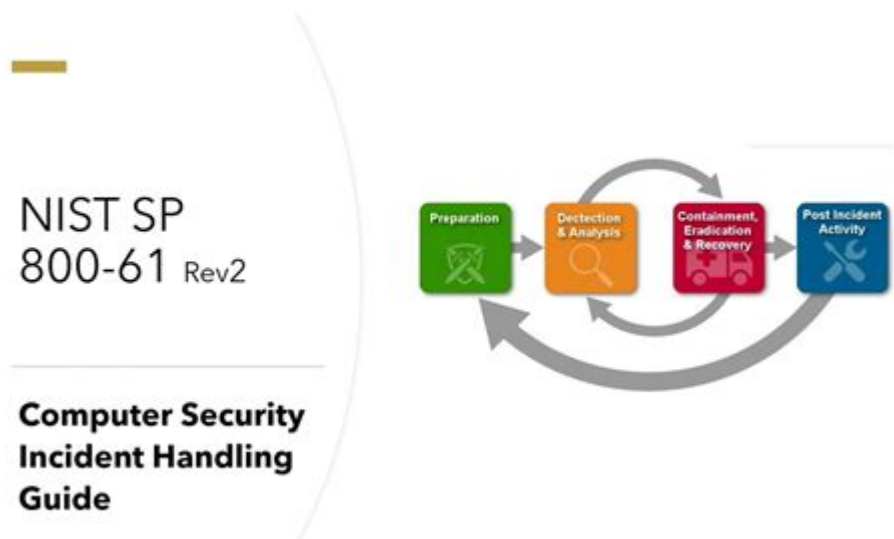 NIST SP
800-61 Rev2
Computer Security
Incident Handling
Guide
Preparation
Dectection
& Analysis
Containment,
Eradication
& Recovery
Post Incident
Activity